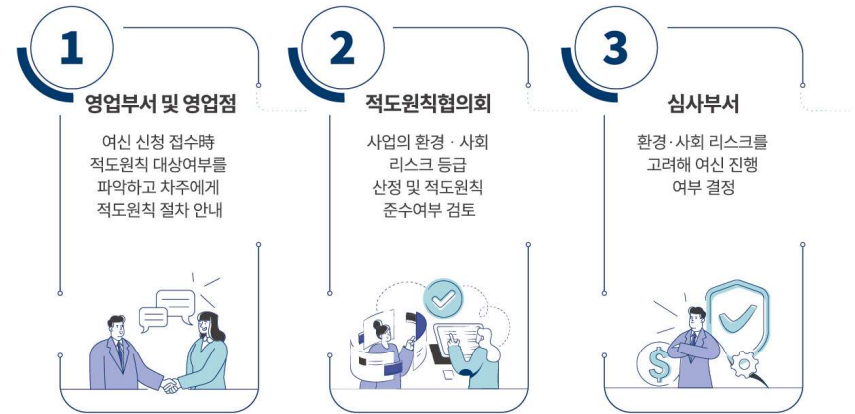 1
영업부서 및 영업점
여신 신청 접수時
적도원칙 대상여부를
파악하고 차주에게
적도원칙 절차 안내
2
적도원칙협의회
사업의 환경 · 사회
리스크 등급
산정 및 적도원칙
준수여부 검토
3
심사부서
환경·사회 리스크를
고려해 여신 진행
여부 결정
$